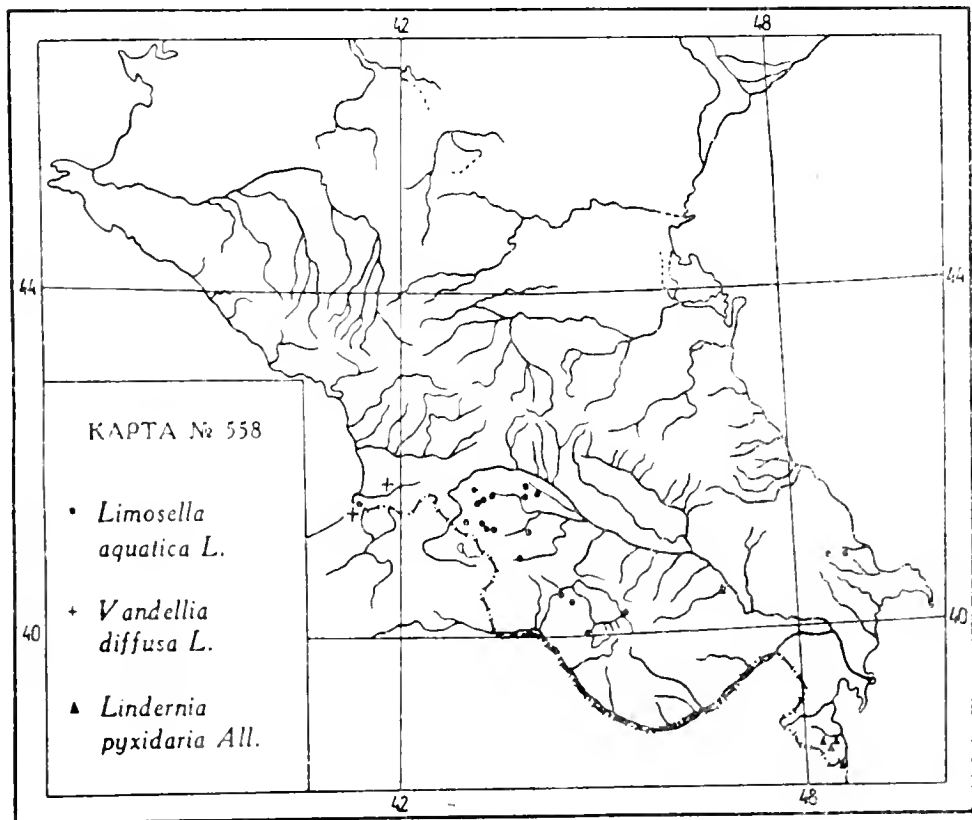 42
48
44
44
КАРТА № 558
• Limosella
aquatica L.
+ Vandellia
diffusa L.
▲ Lindernia
pyxidaria All.
40
40
42
48